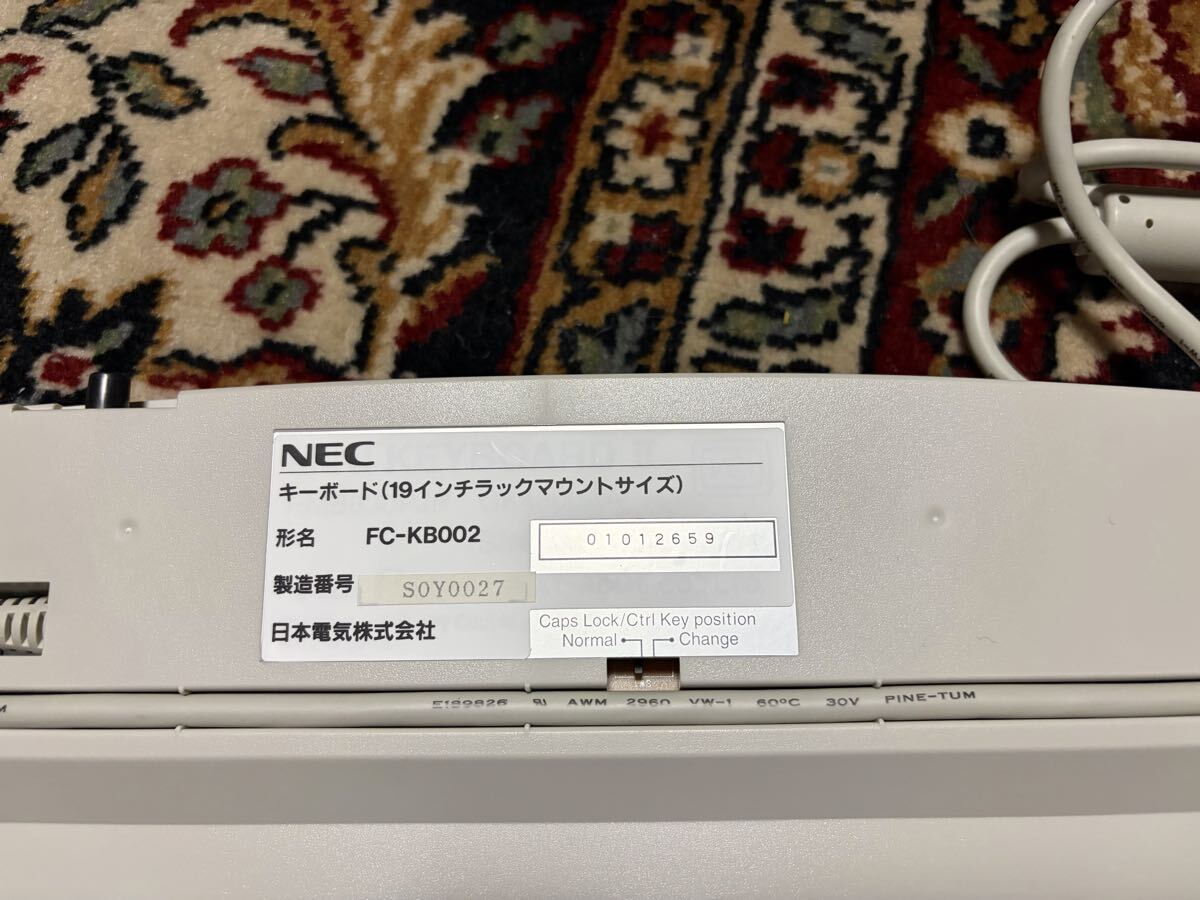 NEC
キーボード(19インチラックマウントサイズ)
形名 FC-KB002
01012659
製造番号 S0Y0027
日本電気株式会社
Caps Lock/Ctrl Key position
Normal Change
E189826 AWM 2960 VW-1 60°C 30V PINE-TUM